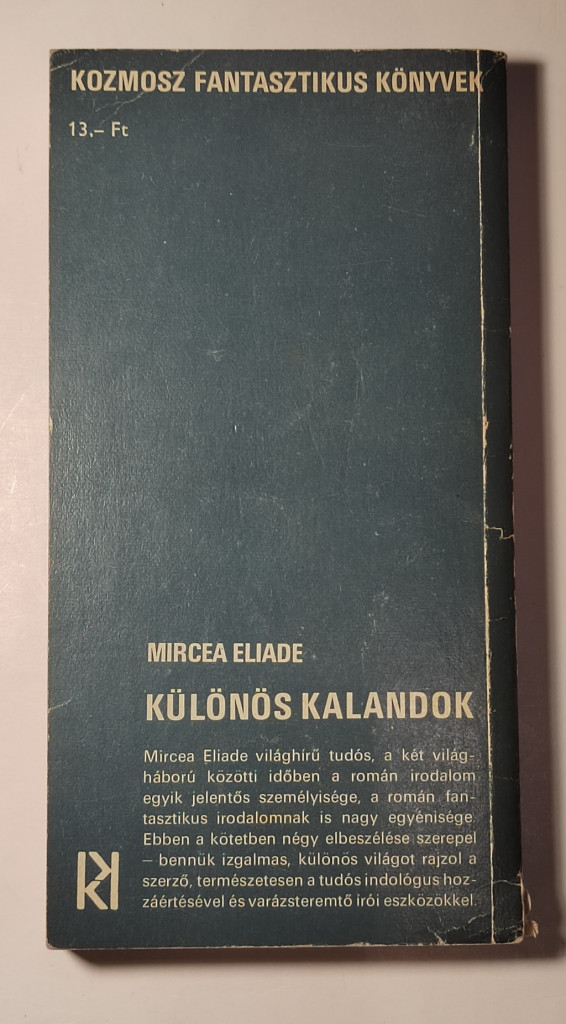 KOZMOSZ FANTASZTIKUS KÖNYVEK
13,– Ft
MIRCEA ELIADE
KÜLÖNÖS KALANDOK
Mircea Eliade világhírű tudós, a két világ-
háború közötti időben a román irodalom
egyik jelentős személyisége, a román fan-
tasztikus irodalomnak is nagy egyénisége.
Ebben a kötetben négy elbeszélése szerepel
– bennük izgalmas, különös világot rajzol a
szerző, természetesen a tudós indológus hoz-
záértésével és varázsteremtő írói eszközökkel.